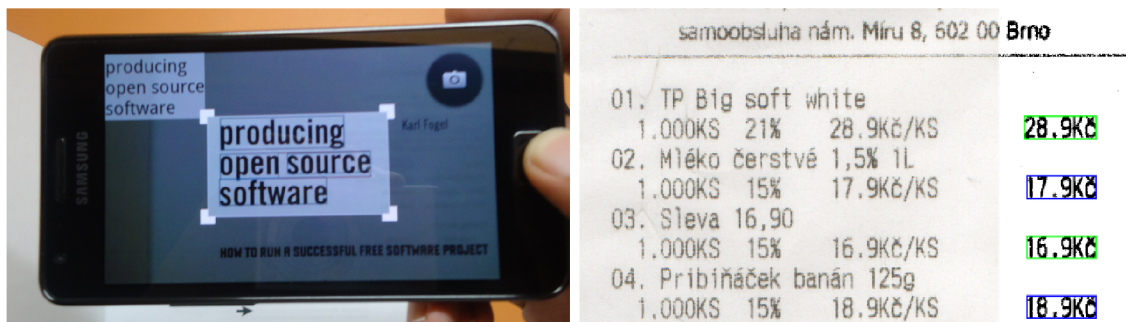 producing
open source
software
SAMSUNG
producing
open source
software
Karl Fogel
HOW TO RUN A SUCCESSFUL FREE SOFTWARE PROJECT
samoobsluha nám. Míru 8, 602 00 Brno
01. TP Big soft white
1.000KS 21% 28.9Kč/KS 28.9Kč
02. Mléko čerstvé 1,5% 1L
1.000KS 15% 17.9Kč/KS 17.9Kč
03. Sleva 16,90
1.000KS 15% 16.9Kč/KS 16.9Kč
04. Pribiňáček banán 125g
1.000KS 15% 18.9Kč/KS 18.9Kč